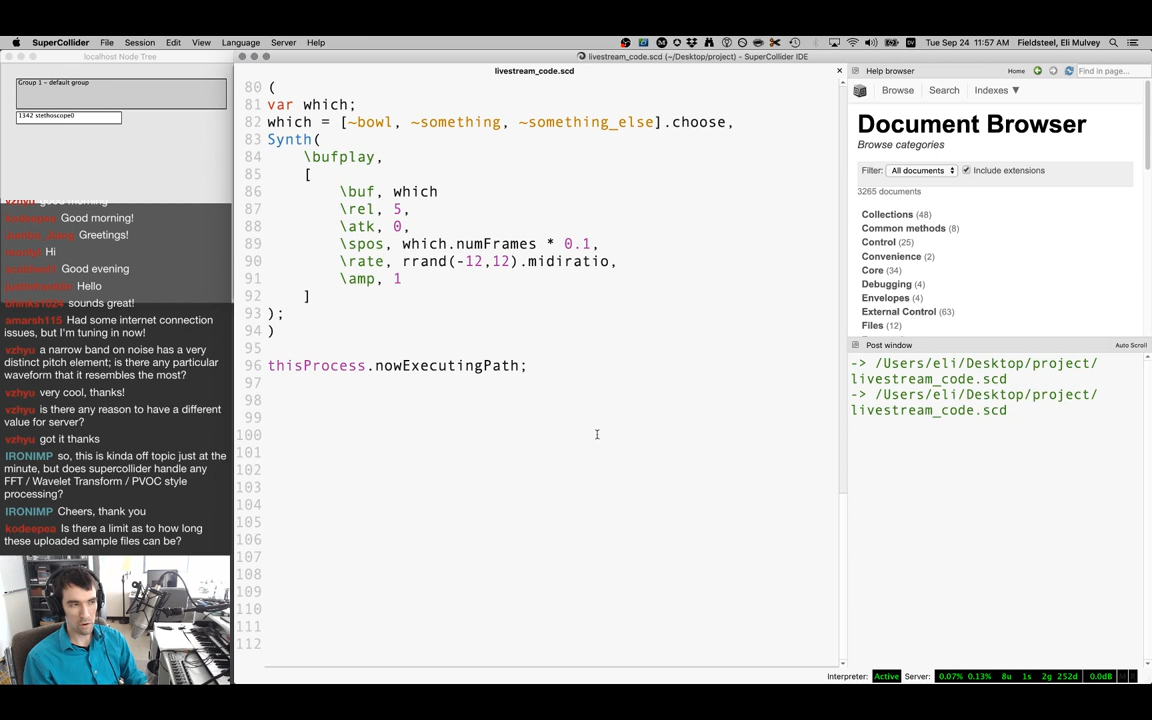 SuperCollider File Session Edit View Language Server Help
Tue Sep 24 11:57 AM Fieldsteel, Eli Mulvey
localhost Node Tree
Group 1 - default group
1342 stethoscope0
vzhyu good morning
Good morning!
Greetings!
Hi
Good evening
Hello
sounds great!
amarsh115 Had some internet connection
issues, but I'm tuning in now!
vzhyu a narrow band on noise has a very
distinct pitch element; is there any particular
waveform that it resembles the most?
vzhyu very cool, thanks!
vzhyu is there any reason to have a different
value for server?
vzhyu got it thanks
IRONIMP so, this is kinda off topic just at the
minute, but does supercollider handle any
FFT / Wavelet Transform / PVOC style
processing?
IRONIMP Cheers, thank you
kodeepea Is there a limit as to how long
these uploaded sample files can be?
livestream_code.scd (~/Desktop/project) - SuperCollider IDE
livestream_code.scd
80 (
81 var which;
82 which = [~bowl, ~something, ~something_else].choose,
83 Synth(
84 \bufplay,
85 [
86 \buf, which
87 \rel, 5,
88 \atk, 0,
89 \spos, which.numFrames * 0.1,
90 \rate, rrand(-12,12).midiratio,
91 \amp, 1
92 ]
93 );
94 )
95
96 thisProcess.nowExecutingPath;
97
98
99
100
101
102
103
104
105
106
107
108
109
110
111
112
Help browser Home Find in page...
Browse Search Indexes ▼
Document Browser
Browse categories
Filter: All documents Include extensions
3265 documents
Collections (48)
Common methods (8)
Control (25)
Convenience (2)
Core (34)
Debugging (4)
Envelopes (4)
External Control (63)
Files (12)
Post window Auto Scroll
-> /Users/eli/Desktop/project/
livestream_code.scd
-> /Users/eli/Desktop/project/
livestream_code.scd
Interpreter: Active Server: 0.07% 0.13% 8u 1s 2g 252d 0.0dB M R